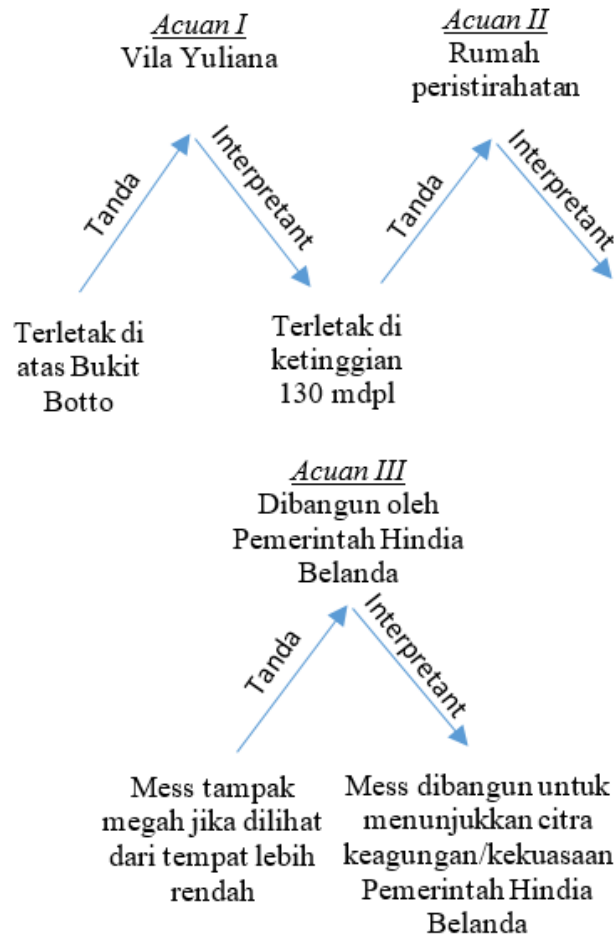 Acuan I
Vila Yuliana
Tanda
Interpretant
Terletak di
atas Bukit
Botto
Acuan II
Rumah
peristirahatan
Tanda
Interpretant
Terletak di
ketinggian
130 mdpl
Acuan III
Dibangun oleh
Pemerintah Hindia
Belanda
Tanda
Interpretant
Mess tampak
megah jika dilihat
dari tempat lebih
rendah
Mess dibangun untuk
menunjukkan citra
keagungan/kekuasaan
Pemerintah Hindia
Belanda